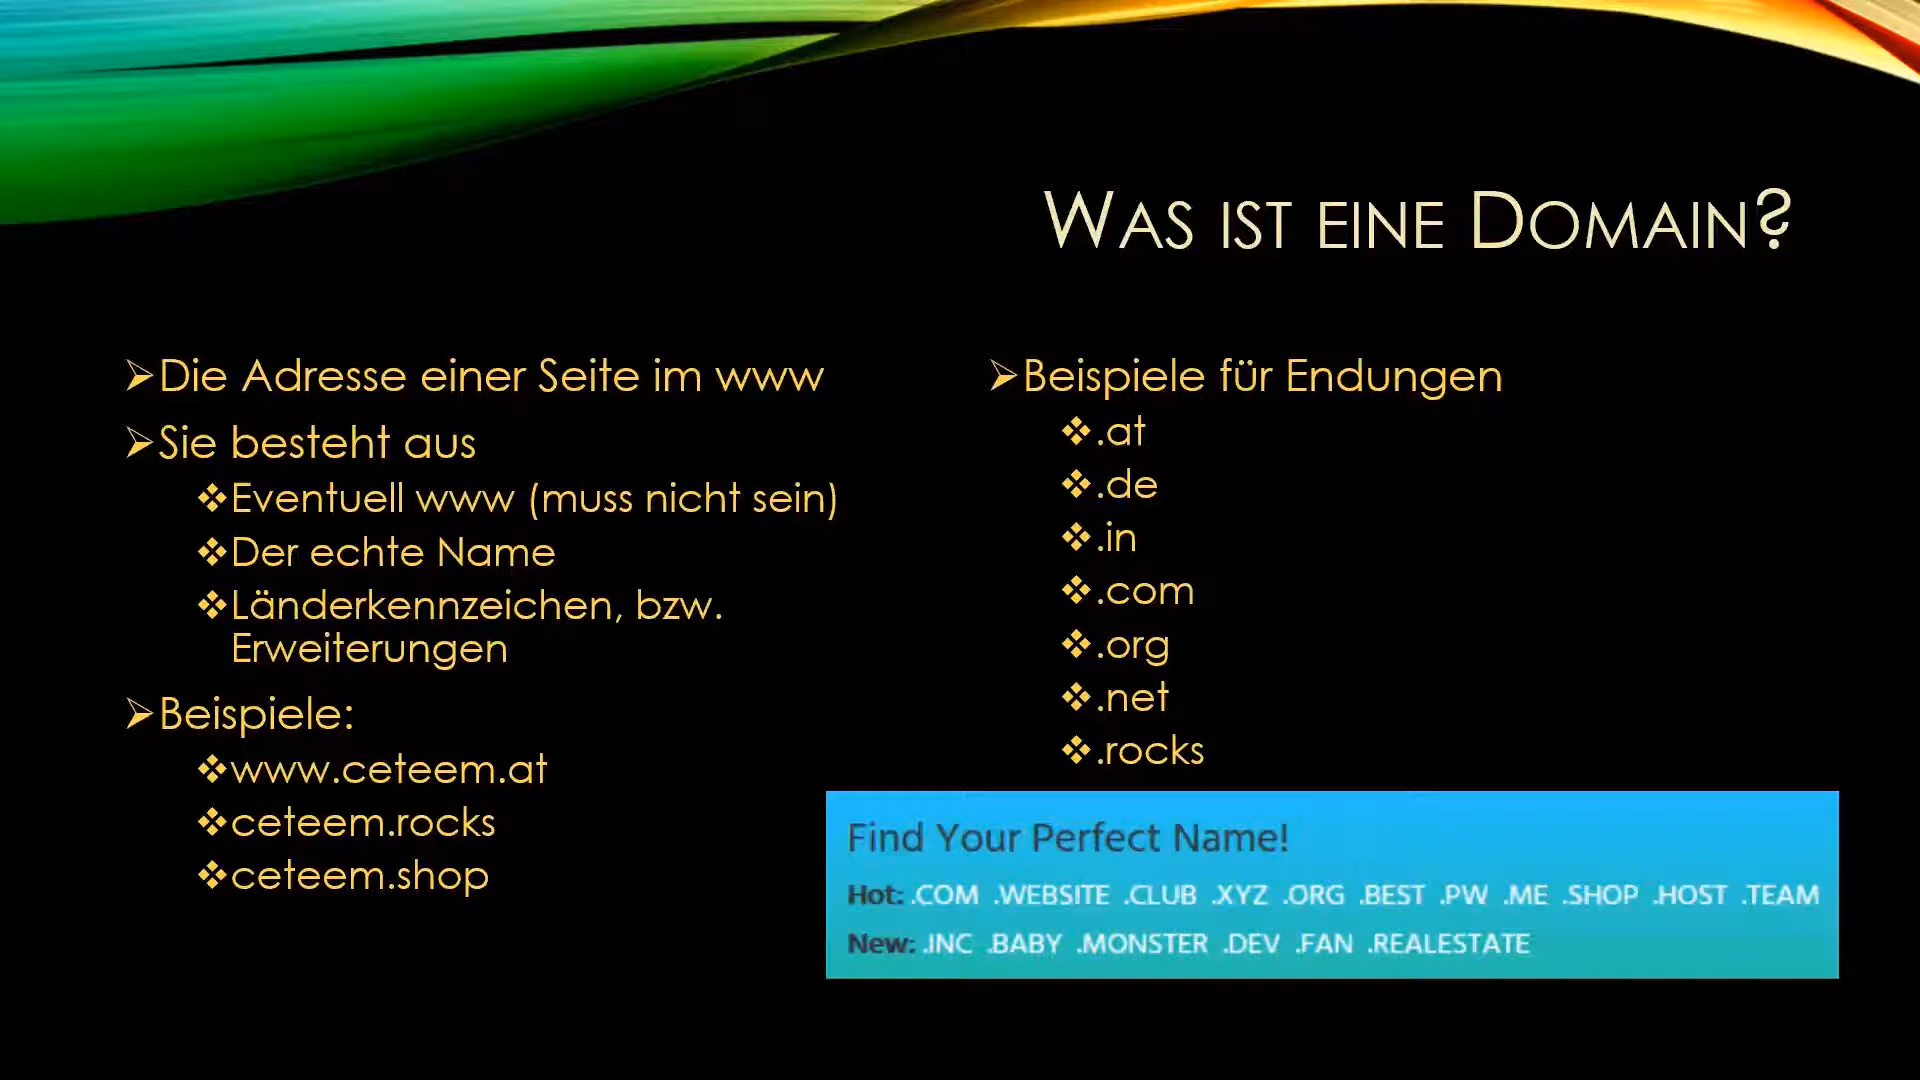 Was ist eine Domain?
Die Adresse einer Seite im www
Sie besteht aus
Eventuell www (muss nicht sein)
Der echte Name
Länderkennzeichen, bzw.
Erweiterungen
Beispiele:
www.ceteem.at
ceteem.rocks
ceteem.shop
Beispiele für Endungen
.at
.de
.in
.com
.org
.net
.rocks
Find Your Perfect Name!
Hot: .COM .WEBSITE .CLUB .XYZ .ORG .BEST .PW .ME .SHOP .HOST .TEAM
New: .INC .BABY .MONSTER .DEV .FAN .REALESTATE